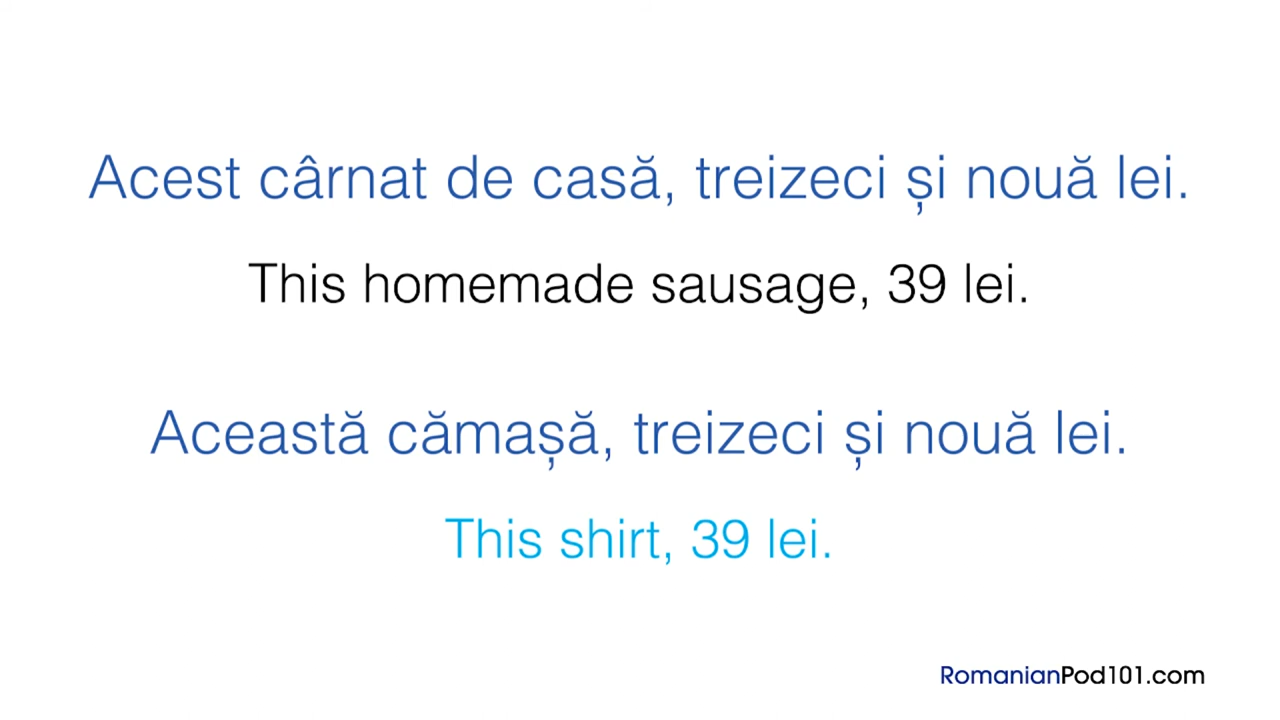 Acest cârnat de casă, treizeci și nouă lei.
This homemade sausage, 39 lei.
Această cămașă, treizeci și nouă lei.
This shirt, 39 lei.
RomanianPod101.com